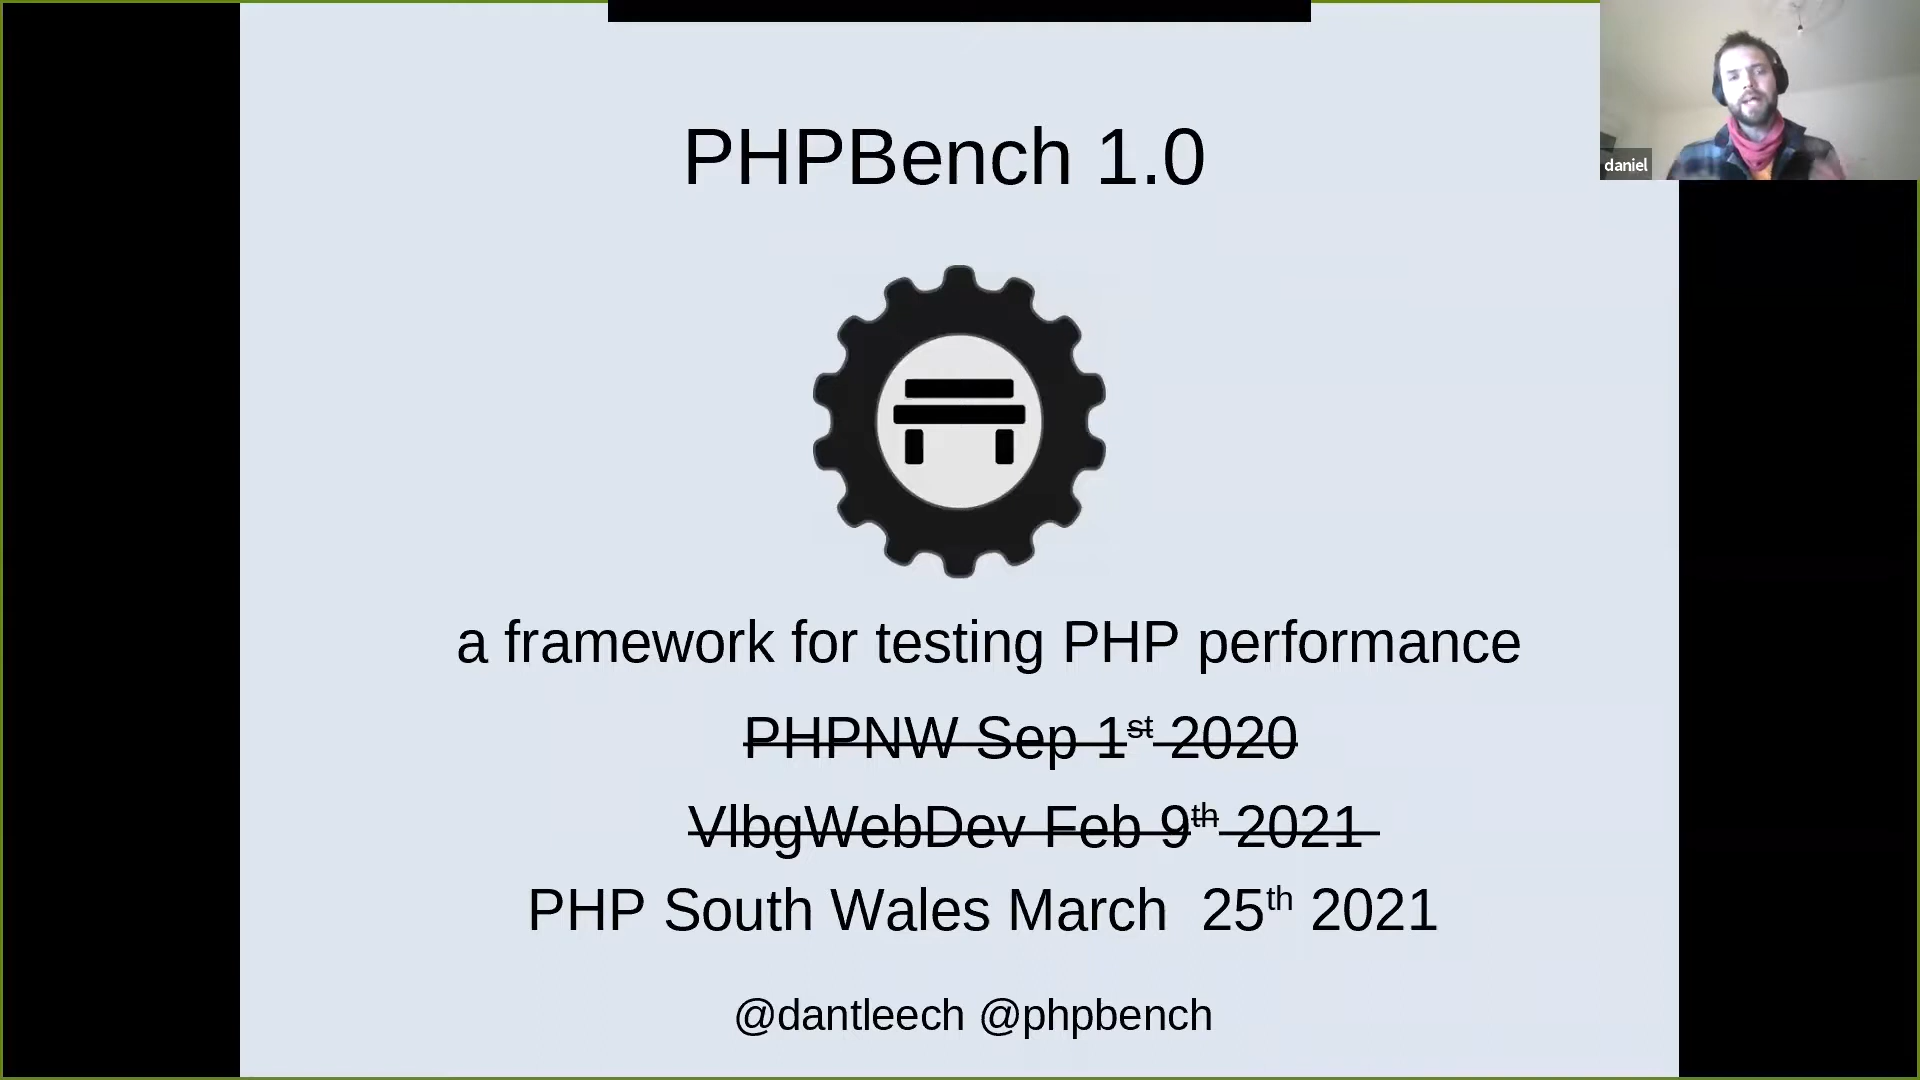 PHPBench 1.0
daniel
a framework for testing PHP performance
PHPNW Sep 1st 2020
VlbgWebDev Feb 9th 2021
PHP South Wales March 25th 2021
@dantleech @phpbench